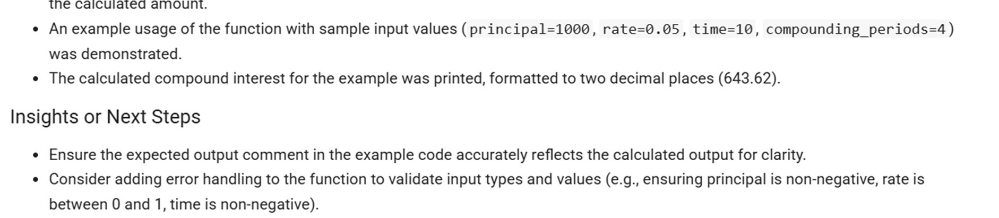 the calculated amount.
• An example usage of the function with sample input values (principal=1000, rate=0.05, time=10, compounding_periods=4)
was demonstrated.
• The calculated compound interest for the example was printed, formatted to two decimal places (643.62).
Insights or Next Steps
• Ensure the expected output comment in the example code accurately reflects the calculated output for clarity.
• Consider adding error handling to the function to validate input types and values (e.g., ensuring principal is non-negative, rate is
between 0 and 1, time is non-negative).